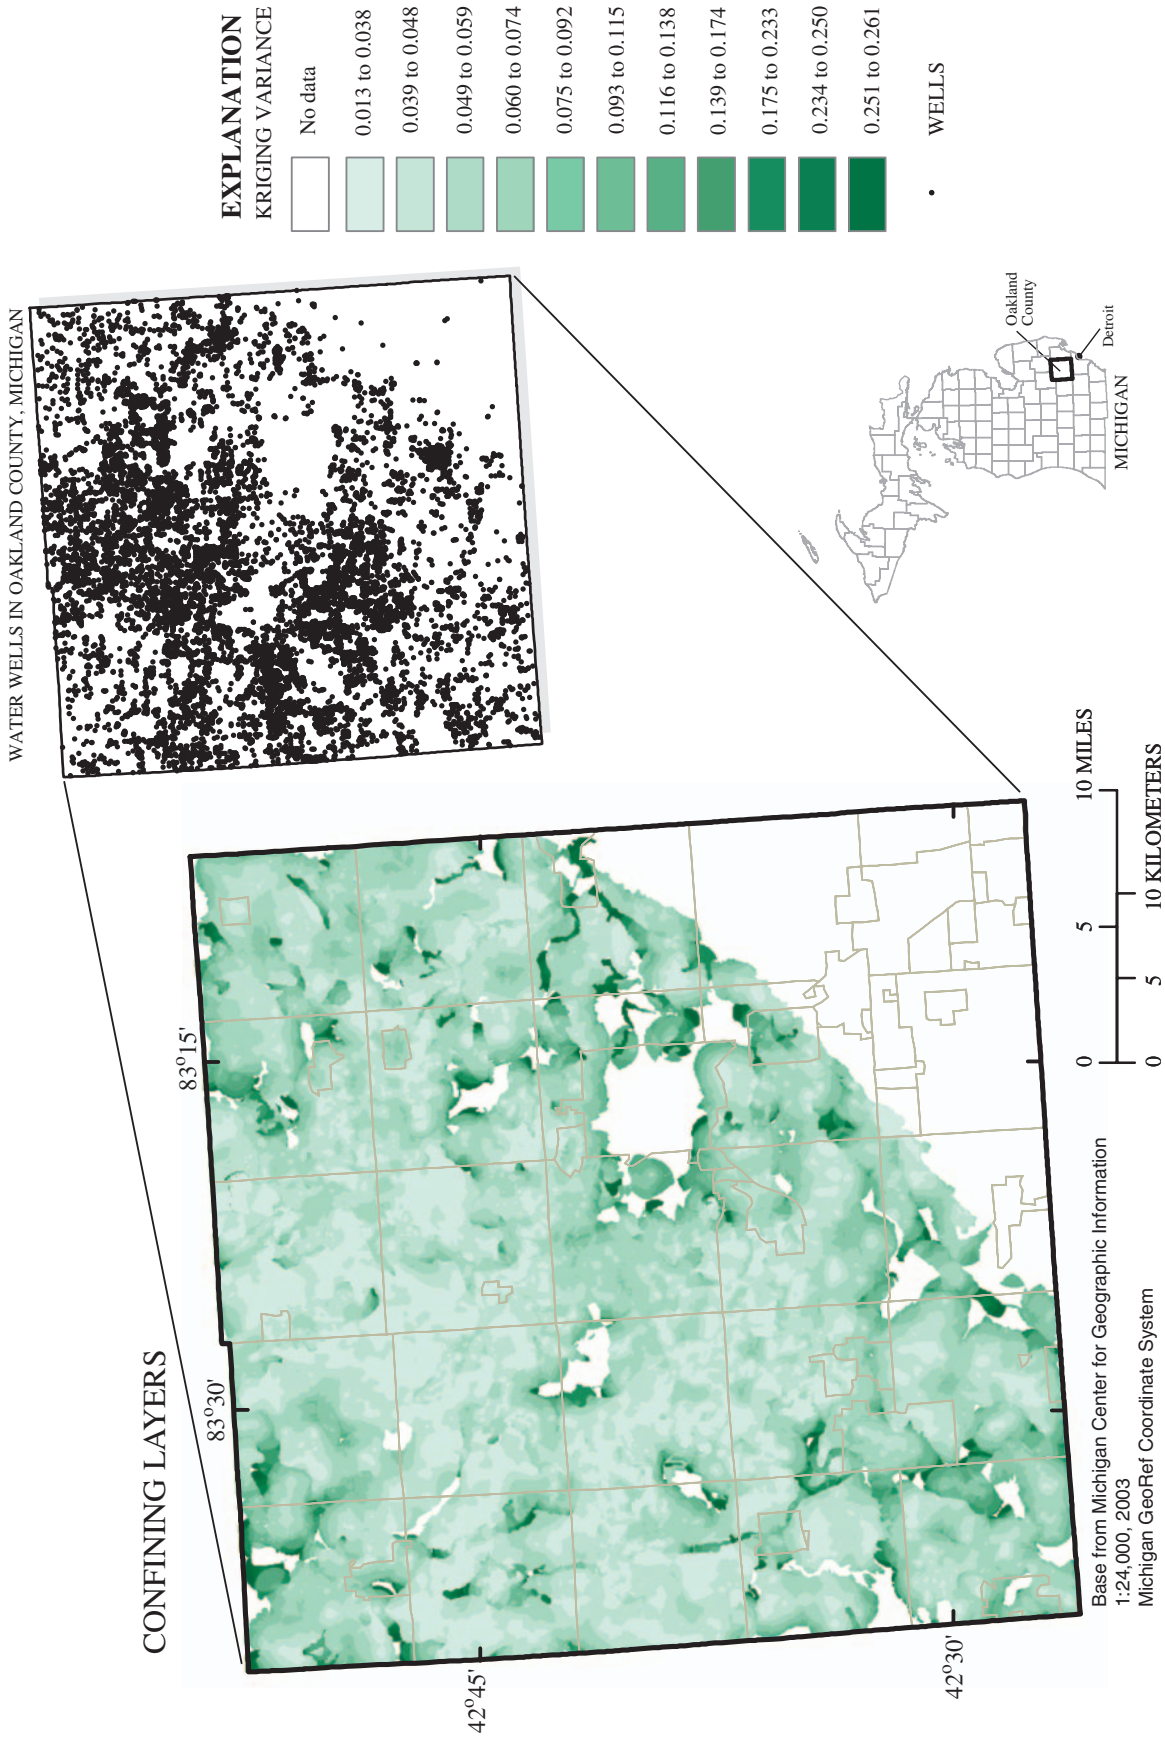 WATER WELLS IN OAKLAND COUNTY, MICHIGAN
EXPLANATION
KRIGING VARIANCE
No data
0.013 to 0.038
0.039 to 0.048
0.049 to 0.059
0.060 to 0.074
0.075 to 0.092
0.093 to 0.115
0.116 to 0.138
0.139 to 0.174
0.175 to 0.233
0.234 to 0.250
0.251 to 0.261
WELLS
CONFINING LAYERS
83°30'
83°15'
42°45'
42°30'
Oakland
County
Detroit
MICHIGAN
0 5 10 MILES
0 5 10 KILOMETERS
Base from Michigan Center for Geographic Information
1:24,000, 2003
Michigan GeoRef Coordinate System